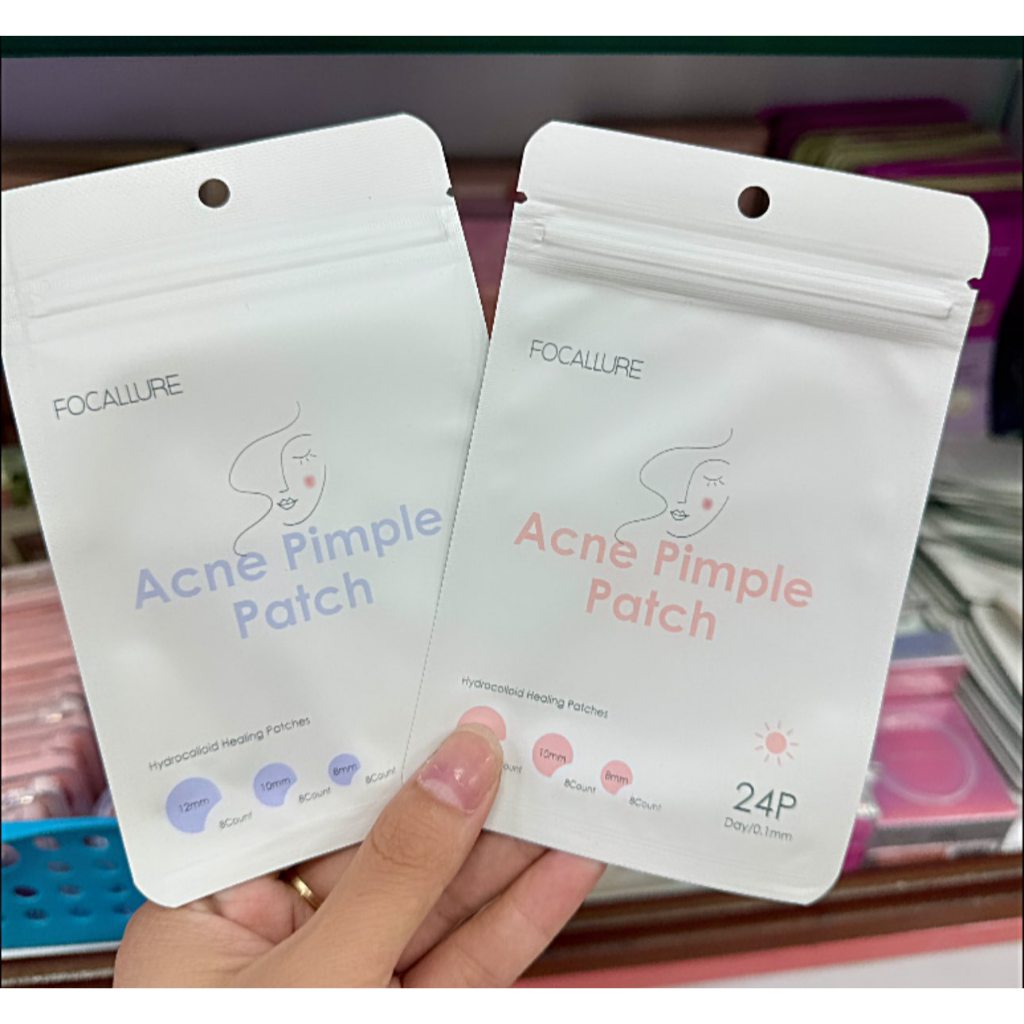 FOCALLURE
Acne Pimple
Patch
Hydrocolloid Healing Patches
12mm
8Count
10mm
8Count
8mm
8Count
FOCALLURE
Acne Pimple
Patch
Hydrocolloid Healing Patches
10mm
8Count
8mm
8Count
24P
Day/0.1mm